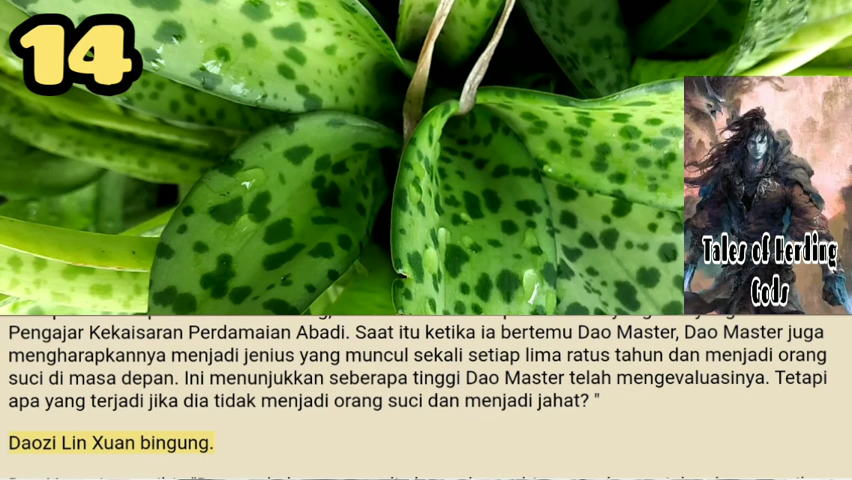 14
Tales of Herding
Gods
Pengajar Kekaisaran Perdamaian Abadi. Saat itu ketika ia bertemu Dao Master, Dao Master juga
mengharapkannya menjadi jenius yang muncul sekali setiap lima ratus tahun dan menjadi orang
suci di masa depan. Ini menunjukkan seberapa tinggi Dao Master telah mengevaluasinya. Tetapi
apa yang terjadi jika dia tidak menjadi orang suci dan menjadi jahat? "
Daozi Lin Xuan bingung.